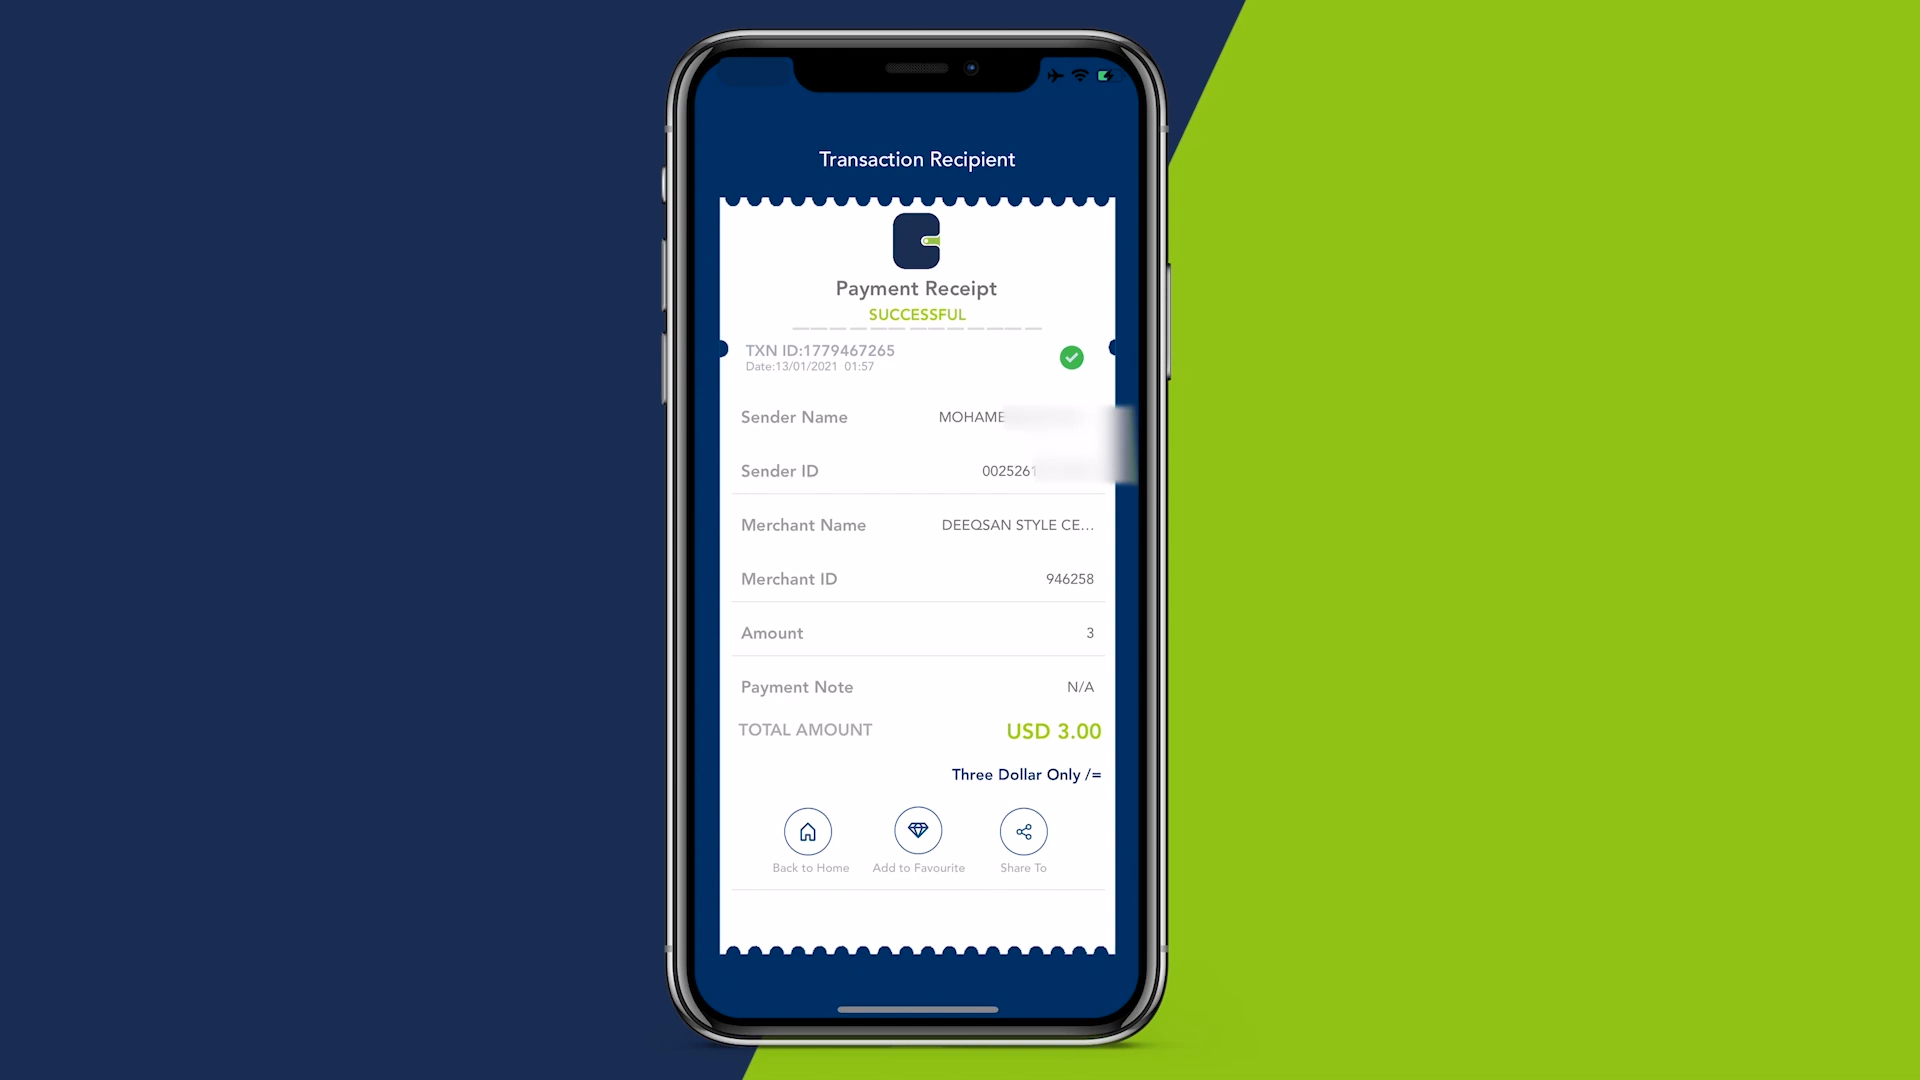 Transaction Recipient
Payment Receipt
SUCCESSFUL
TXN ID:1779467265
Date:13/01/2021 01:57
Sender Name
Sender ID 0025261
Merchant Name DEEQSAN STYLE CE...
Merchant ID 946258
Amount 3
Payment Note N/A
TOTAL AMOUNT USD 3.00
Three Dollar Only /=
Back to Home Add to Favourite Share To